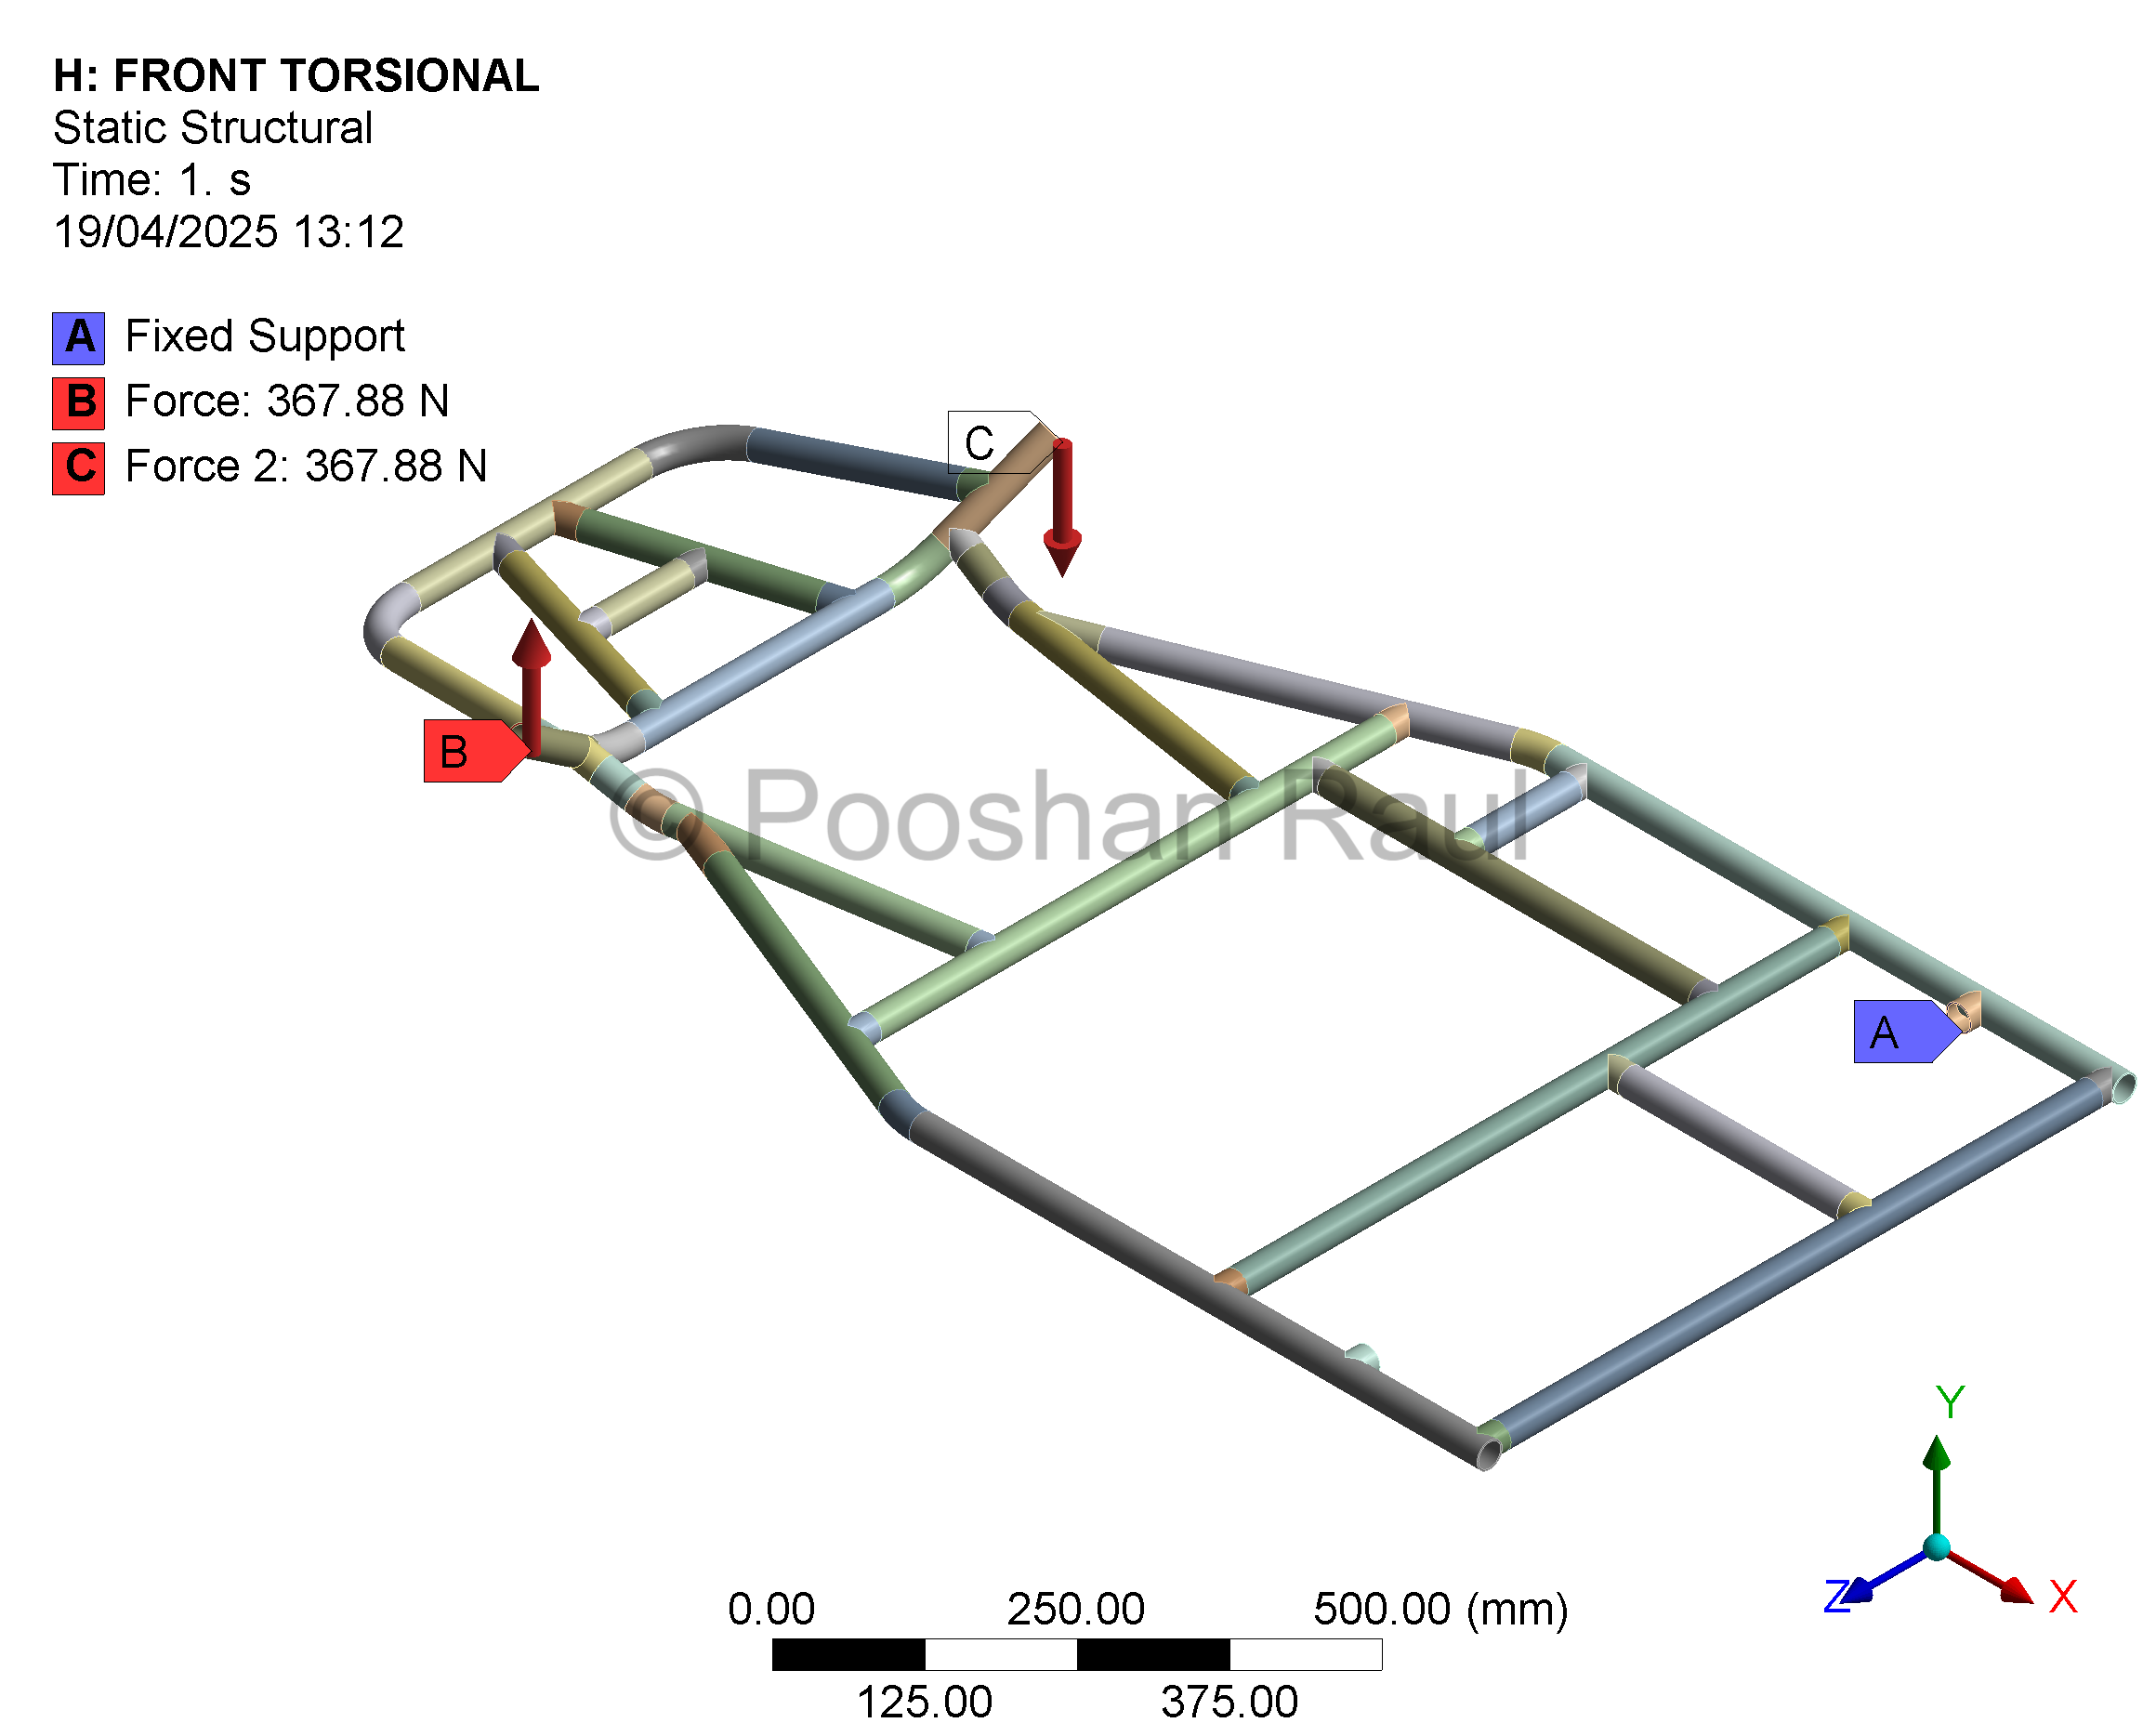 H: FRONT TORSIONAL
Static Structural
Time: 1. s
19/04/2025 13:12
A Fixed Support
B Force: 367.88 N
C Force 2: 367.88 N
C
B
© Pooshan Raul
A
Y
Z
X
0.00 250.00 500.00 (mm)
125.00 375.00